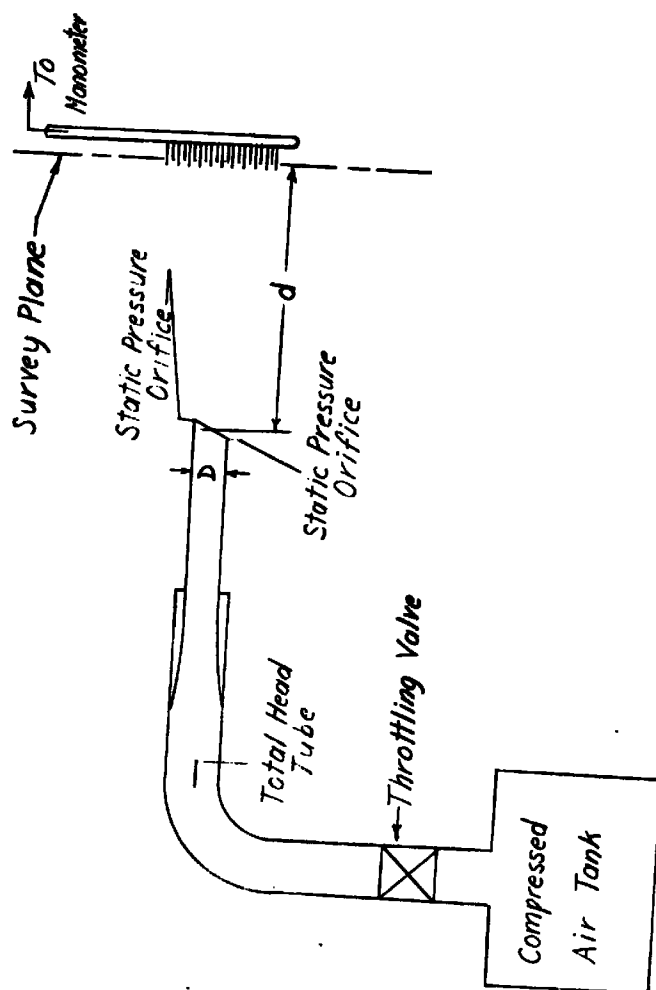 To
Manometer
Survey Plane
Static Pressure
Orifice
d
D
Static Pressure
Orifice
Total Head
Tube
Throttling Valve
Compressed
Air Tank